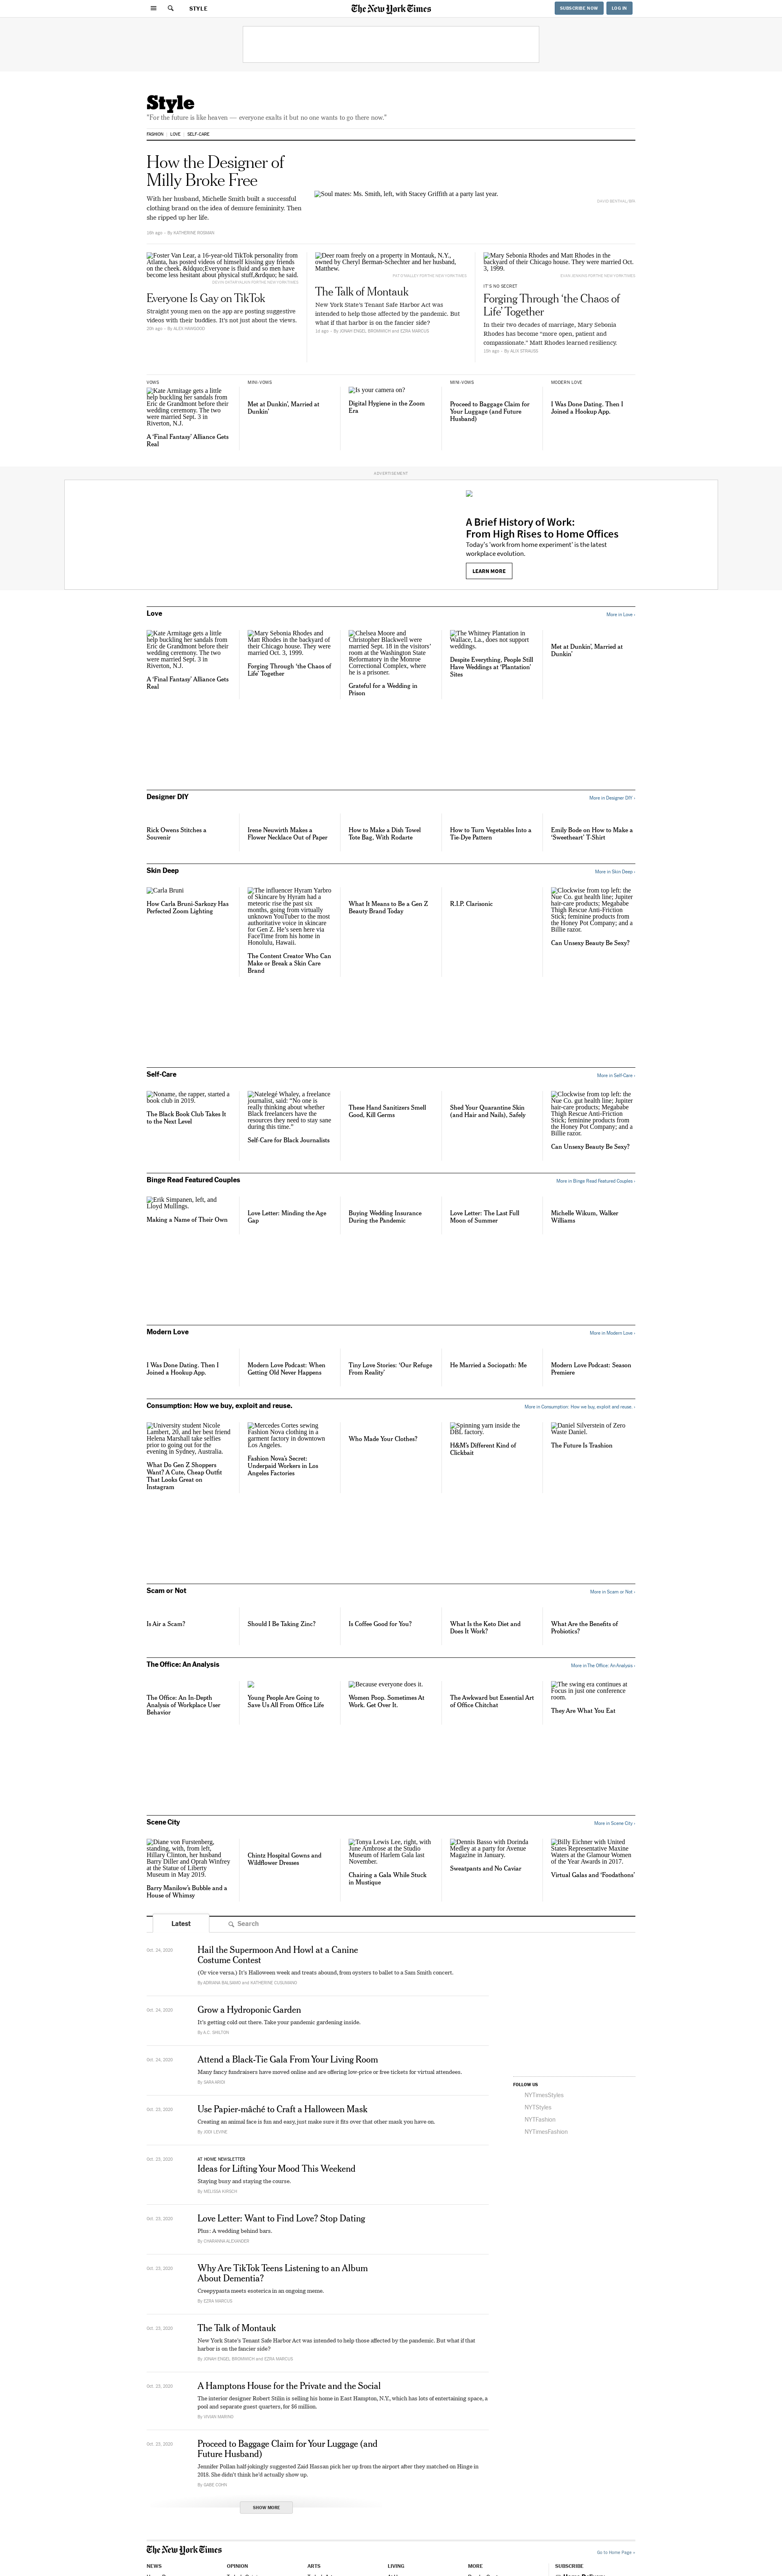 STYLE
The New York Times
SUBSCRIBE NOW
LOG IN
Style
"For the future is like heaven — everyone exalts it but no one wants to go there now."
FASHION
LOVE
SELF-CARE
How the Designer of
Milly Broke Free
With her husband, Michelle Smith built a successful
clothing brand on the idea of demure femininity. Then
she ripped up her life.
By KATHERINE ROSMAN
Soul mates: Ms. Smith, left, with Stacey Griffith at a party last year.
Foster Van Lear, a 16-year-old TikTok personality from
Atlanta, has posted videos of himself kissing guy friends
on the cheek. &ldquo;Everyone is fluid and so men have
become less hesitant about physical stuff,&rdquo; he said.
Everyone Is Gay on TikTok
Straight young men on the app are posting suggestive
videos with their buddies. It's not just about the views.
By ALEX HAWGOOD
Deer roam freely on a property in Montauk, N.Y.,
owned by Cheryl Berman-Schechter and her husband,
Matthew.
The Talk of Montauk
New York State's Tenant Safe Harbor Act was
intended to help those affected by the pandemic. But
what if that harbor is on the fancier side?
1d ago – By JONAH ENGEL BROMWICH and EZRA MARCUS
Mary Sebonia Rhodes and Matt Rhodes in the
backyard of their Chicago house. They were married Oct.
3, 1999.
IT'S NO SECRET
Forging Through 'the Chaos of
Life' Together
In their two decades of marriage, Mary Sebonia
Rhodes has become "more open, patient and
compassionate." Matt Rhodes learned resiliency.
By ALIX STRAUSS
VOWS
Kate Armitage gets a little
help buckling her sandals from
Eric de Grandmont before their
wedding ceremony. The two
were married Sept. 3 in
Riverton, N.J.
A 'Final Fantasy' Alliance Gets
Real
MINI-VOWS
Met at Dunkin', Married at
Dunkin'
Is your camera on?
Digital Hygiene in the Zoom
Era
MINI-VOWS
Proceed to Baggage Claim for
Your Luggage (and Future
Husband)
MODERN LOVE
I Was Done Dating. Then I
Joined a Hookup App.
ADVERTISEMENT
A Brief History of Work:
From High Rises to Home Offices
Today's 'work from home experiment' is the latest
workplace evolution.
LEARN MORE
Love
More in Love ›
Kate Armitage gets a little
help buckling her sandals from
Eric de Grandmont before their
wedding ceremony. The two
were married Sept. 3 in
Riverton, N.J.
A 'Final Fantasy' Alliance Gets
Real
Mary Sebonia Rhodes and
Matt Rhodes in the backyard of
their Chicago house. They were
married Oct. 3, 1999.
Forging Through 'the Chaos of
Life' Together
Chelsea Moore and
Christopher Blackwell were
married Sept. 18 in the visitors'
room at the Washington State
Reformatory in the Monroe
Correctional Complex, where
he is a prisoner.
Grateful for a Wedding in
Prison
The Whitney Plantation in
Wallace, La., does not support
weddings.
Despite Everything, People Still
Have Weddings at 'Plantation'
Sites
Met at Dunkin', Married at
Dunkin'
Designer DIY
More in Designer DIY ›
Rick Owens Stitches a
Souvenir
Irene Neuwirth Makes a
Flower Necklace Out of Paper
How to Make a Dish Towel
Tote Bag, With Rodarte
How to Turn Vegetables Into a
Tie-Dye Pattern
Emily Bode on How to Make a
'Sweetheart' T-Shirt
Skin Deep
More in Skin Deep ›
Carla Bruni
How Carla Bruni-Sarkozy Has
Perfected Zoom Lighting
The influencer Hyram Yarbro
of Skincare by Hyram had a
meteoric rise the past six
months, going from virtually
unknown YouTuber to the most
authoritative voice in skincare
for Gen Z. He's seen here via
FaceTime from his home in
Honolulu, Hawaii.
The Content Creator Who Can
Make or Break a Skin Care
Brand
What It Means to Be a Gen Z
Beauty Brand Today
R.I.P. Clarisonic
Clockwise from top left: the
Nue Co. gut health line; Jupiter
hair-care products; Megababe
Thigh Rescue Anti-Friction
Stick; feminine products from
the Honey Pot Company; and a
Billie razor.
Can Unsexy Beauty Be Sexy?
Self-Care
More in Self-Care ›
Noname, the rapper, started a
book club in 2019.
The Black Book Club Takes It
to the Next Level
Natelegé Whaley, a freelance
journalist, said: "No one is
really thinking about whether
Black freelancers have the
resources they need to stay sane
during this time."
Self-Care for Black Journalists
These Hand Sanitizers Smell
Good, Kill Germs
Shed Your Quarantine Skin
(and Hair and Nails), Safely
Clockwise from top left: the
Nue Co. gut health line; Jupiter
hair-care products; Megababe
Thigh Rescue Anti-Friction
Stick; feminine products from
the Honey Pot Company; and a
Billie razor.
Can Unsexy Beauty Be Sexy?
Binge Read Featured Couples
More in Binge Read Featured Couples ›
Erik Simpanen, left, and
Lloyd Mullings.
Making a Name of Their Own
Love Letter: Minding the Age
Gap
Buying Wedding Insurance
During the Pandemic
Love Letter: The Last Full
Moon of Summer
Michelle Wikum, Walker
Williams
Modern Love
More in Modern Love ›
I Was Done Dating. Then I
Joined a Hookup App.
Modern Love Podcast: When
Getting Old Never Happens
Tiny Love Stories: 'Our Refuge
From Reality'
He Married a Sociopath: Me
Modern Love Podcast: Season
Premiere
Consumption: How we buy, exploit and reuse.
More in Consumption: How we buy, exploit and reuse. ›
University student Nicole
Lambert, 20, and her best friend
Helena Marshall take selfies
prior to going out for the
evening in Sydney, Australia.
What Do Gen Z Shoppers
Want? A Cute, Cheap Outfit
That Looks Great on
Instagram
Mercedes Cortes sewing
Fashion Nova clothing in a
garment factory in downtown
Los Angeles.
Fashion Nova's Secret:
Underpaid Workers in Los
Angeles Factories
Who Made Your Clothes?
Spinning yarn inside the
DBL factory.
H&M's Different Kind of
Clickbait
Daniel Silverstein of Zero
Waste Daniel.
The Future Is Trashion
Scam or Not
More in Scam or Not ›
Is Air a Scam?
Should I Be Taking Zinc?
Is Coffee Good for You?
What Is the Keto Diet and
Does It Work?
What Are the Benefits of
Probiotics?
The Office: An Analysis
More in The Office: An Analysis ›
The Office: An In-Depth
Analysis of Workplace User
Behavior
Young People Are Going to
Save Us All From Office Life
Because everyone does it.
Women Poop. Sometimes At
Work. Get Over It.
The Awkward but Essential Art
of Office Chitchat
The swing era continues at
Focus in just one conference
room.
They Are What You Eat
Scene City
More in Scene City ›
Diane von Furstenberg,
standing, with, from left,
Hillary Clinton, her husband
Barry Diller and Oprah Winfrey
at the Statue of Liberty
Museum in May 2019.
Barry Manilow's Bubble and a
House of Whimsy
Chintz Hospital Gowns and
Wildflower Dresses
Tonya Lewis Lee, right, with
June Ambrose at the Studio
Museum of Harlem Gala last
November.
Chairing a Gala While Stuck
in Mustique
Dennis Basso with Dorinda
Medley at a party for Avenue
Magazine in January.
Sweatpants and No Caviar
Billy Eichner with United
States Representative Maxine
Waters at the Glamour Women
of the Year Awards in 2017.
Virtual Galas and 'Foodathons'
Latest
Search
Oct. 24, 2020
Hail the Supermoon And Howl at a Canine
Costume Contest
(Or vice versa.) It's Halloween week and treats abound, from oysters to ballet to a Sam Smith concert.
By ADRIANA BALSAMO and KATHERINE CUSUMANO
Oct. 24, 2020
Grow a Hydroponic Garden
It's getting cold out there. Take your pandemic gardening inside.
By A.C. SHILTON
Oct. 24, 2020
Attend a Black-Tie Gala From Your Living Room
Many fancy fundraisers have moved online and are offering low-price or free tickets for virtual attendees.
By SARA ARIDI
Oct. 23, 2020
Use Papier-mâché to Craft a Halloween Mask
Creating an animal face is fun and easy, just make sure it fits over that other mask you have on.
By JODI LEVINE
Oct. 23, 2020
AT HOME NEWSLETTER
Ideas for Lifting Your Mood This Weekend
Staying busy and staying the course.
By MELISSA KIRSCH
Oct. 23, 2020
Love Letter: Want to Find Love? Stop Dating
Plus: A wedding behind bars.
By CHARANNA ALEXANDER
Oct. 23, 2020
Why Are TikTok Teens Listening to an Album
About Dementia?
Creepypasta meets esoterica in an ongoing meme.
By EZRA MARCUS
Oct. 23, 2020
The Talk of Montauk
New York State's Tenant Safe Harbor Act was intended to help those affected by the pandemic. But what if that
harbor is on the fancier side?
By JONAH ENGEL BROMWICH and EZRA MARCUS
Oct. 23, 2020
A Hamptons House for the Private and the Social
The interior designer Robert Stilin is selling his home in East Hampton, N.Y., which has lots of entertaining space, a
pool and separate guest quarters, for $6 million.
By VIVIAN MARINO
Oct. 23, 2020
Proceed to Baggage Claim for Your Luggage (and
Future Husband)
Jennifer Pollan half-jokingly suggested Zaid Hassan pick her up from the airport after they matched on Hinge in
2018. She didn't think he'd actually show up.
By GABE COHN
SHOW MORE
FOLLOW US
NYTimesStyles
NYTStyles
NYTFashion
NYTimesFashion
The New York Times
Go to Home Page »
NEWS
OPINION
ARTS
LIVING
MORE
SUBSCRIBE